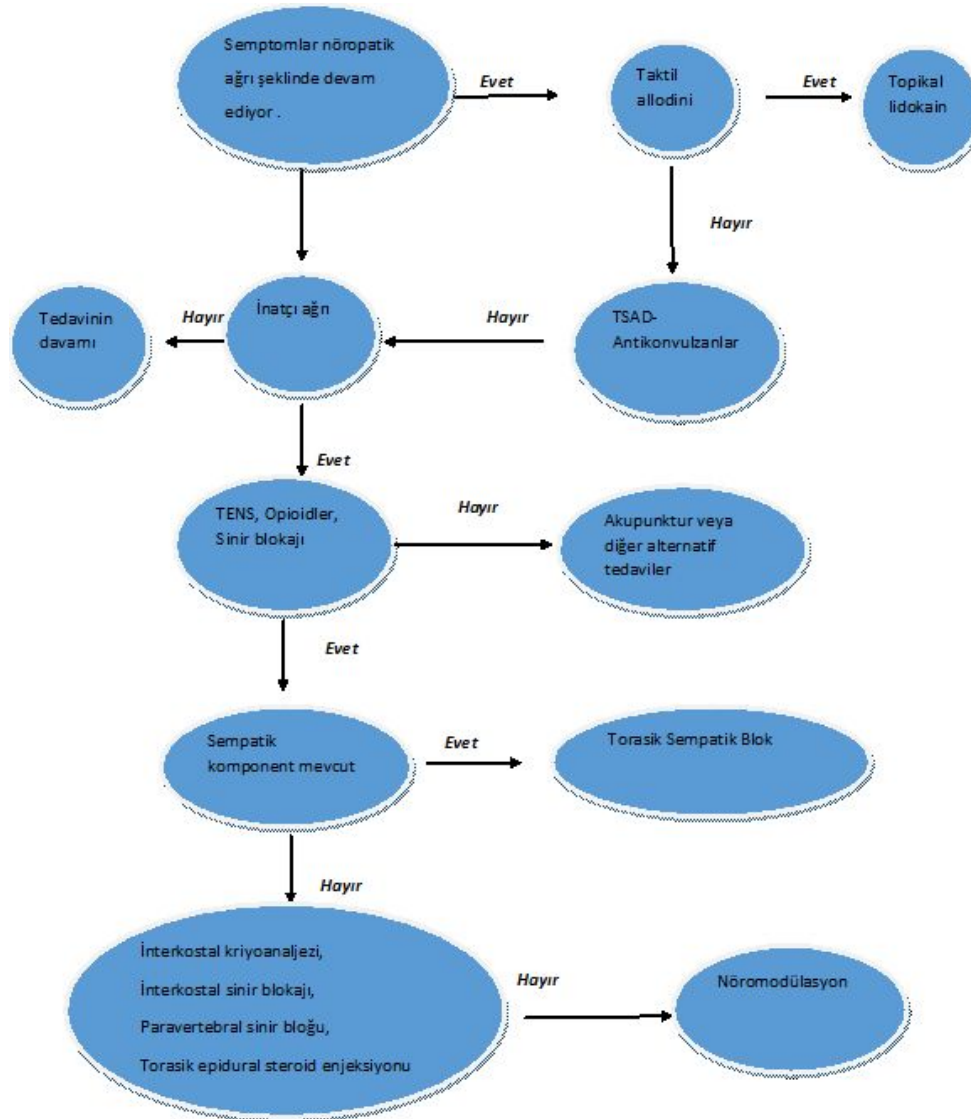 Semptomlar nöropatik
ağrı şeklinde devam
ediyor .
Evet
Taktil
allodini
Evet
Topikal
lidokain
Hayır
Tedavinin
davamı
Hayır
İnatçı ağrı
Hayır
TSAD-
Antikonvulzanlar
Evet
TENS, Opioidler,
Sinir blokajı
Hayır
Akupunktur veya
diğer alternatif
tedaviler
Evet
Sempatik
komponent mevcut
Evet
Torasik Sempatik Blok
Hayır
İnterkostal kriyoanaljezi,
İnterkostal sinir blokajı,
Paravertebral sinir bloğu,
Torasik epidural steroid enjeksiyonu
Hayır
Nöromodülasyon